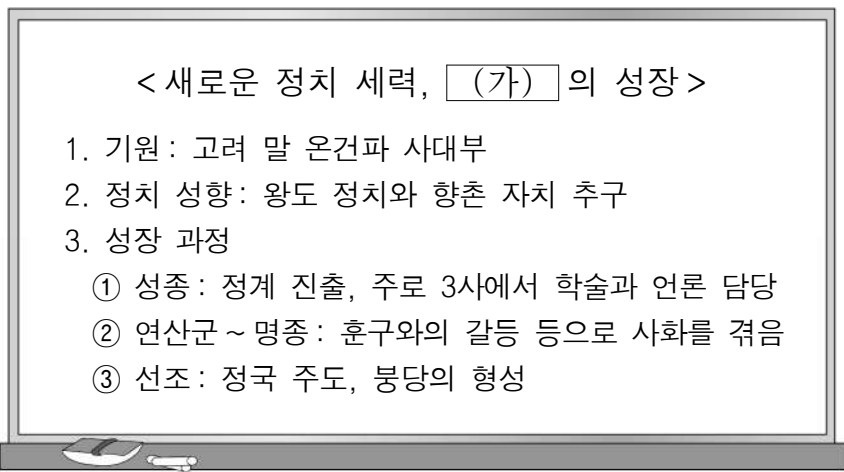 <새로운 정치 세력, (가) 의 성장>
1. 기원 : 고려 말 온건파 사대부
2. 정치 성향 : 왕도 정치와 향촌 자치 추구
3. 성장 과정
① 성종 : 정계 진출, 주로 3사에서 학술과 언론 담당
② 연산군 ~ 명종 : 훈구와의 갈등 등으로 사화를 겪음
③ 선조 : 정국 주도, 붕당의 형성